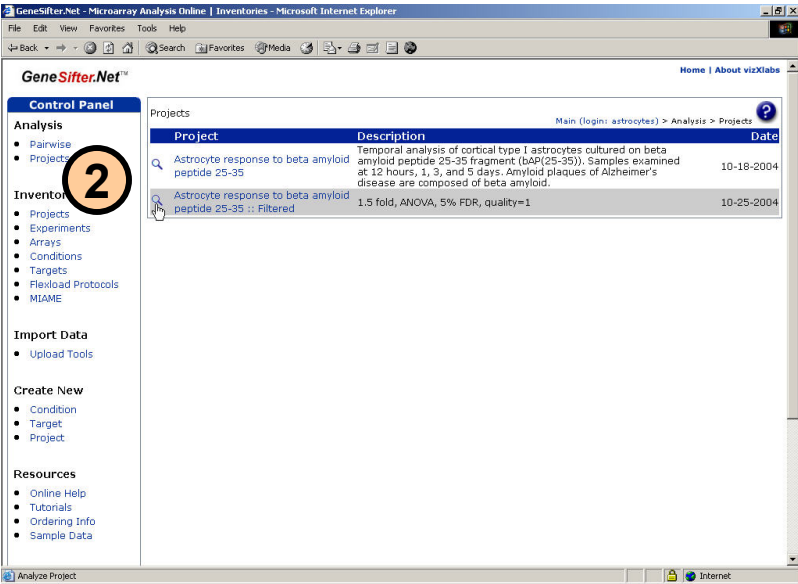 GeneSifter.Net - Microarray Analysis Online | Inventories - Microsoft Internet Explorer
File Edit View Favorites Tools Help
Back Search Favorites Media
GeneSifter.Net™
Home | About vizXlabs
Control Panel
Analysis
Pairwise
Projects
2
Inventor
Projects
Experiments
Arrays
Conditions
Targets
Flexload Protocols
MIAME
Import Data
Upload Tools
Create New
Condition
Target
Project
Resources
Online Help
Tutorials
Ordering Info
Sample Data
Projects
?
Main (login: astrocytes) > Analysis > Projects
Project Description Date
Astrocyte response to beta amyloid
peptide 25-35
Temporal analysis of cortical type I astrocytes cultured on beta
amyloid peptide 25-35 fragment (bAP(25-35)). Samples examined
at 12 hours, 1, 3, and 5 days. Amyloid plaques of Alzheimer's
disease are composed of beta amyloid.
10-18-2004
Astrocyte response to beta amyloid
peptide 25-35 :: Filtered
1.5 fold, ANOVA, 5% FDR, quality=1
10-25-2004
Analyze Project
Internet